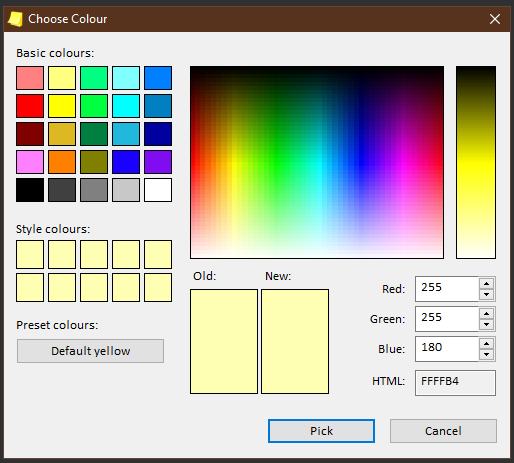 Choose Colour
Basic colours:
Style colours:
Preset colours:
Default yellow
Old: New:
Red: 255
Green: 255
Blue: 180
HTML: FFFFB4
Pick Cancel